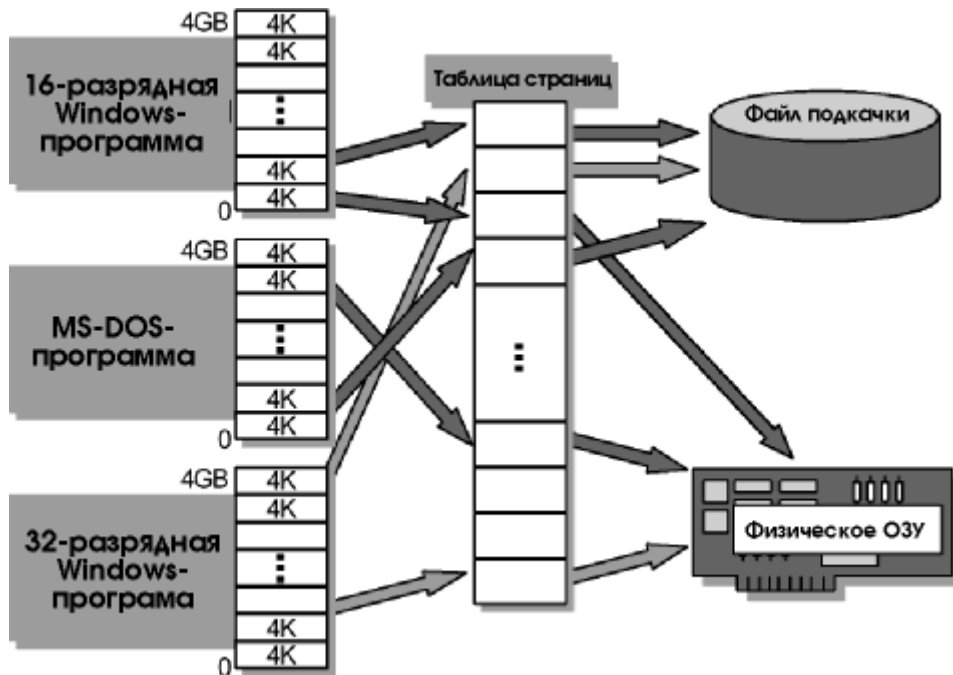 4GB
4K
4K
16-разрядная
Windows-
программа
4K
4K
0
4GB
4K
4K
MS-DOS-
программа
4K
4K
0
4GB
4K
4K
32-разрядная
Windows-
програма
4K
4K
0
Таблица страниц
Файл подкачки
Физическое ОЗУ